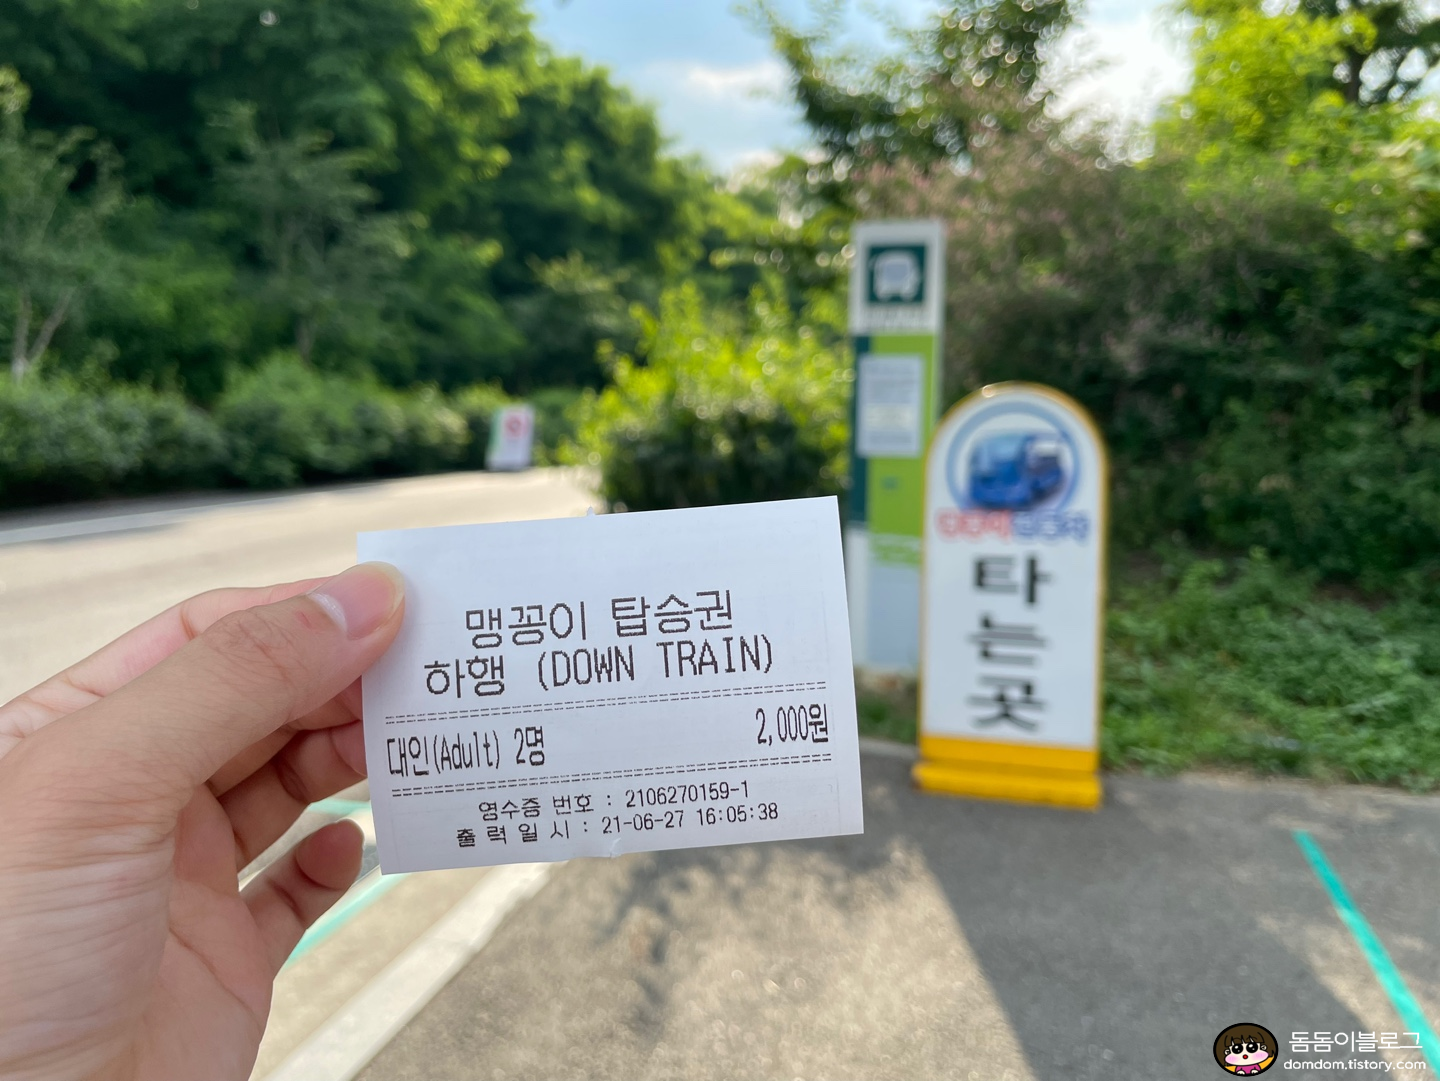 맹꽁이 탑승권
하행 (DOWN TRAIN)
대인(Adult) 2명 2,000원
영수증 번호 : 2106270159-1
출 력 일 시 : 21-06-27 16:05:38
타
는
곳
돔돔이블로그
domdom.tistory.com